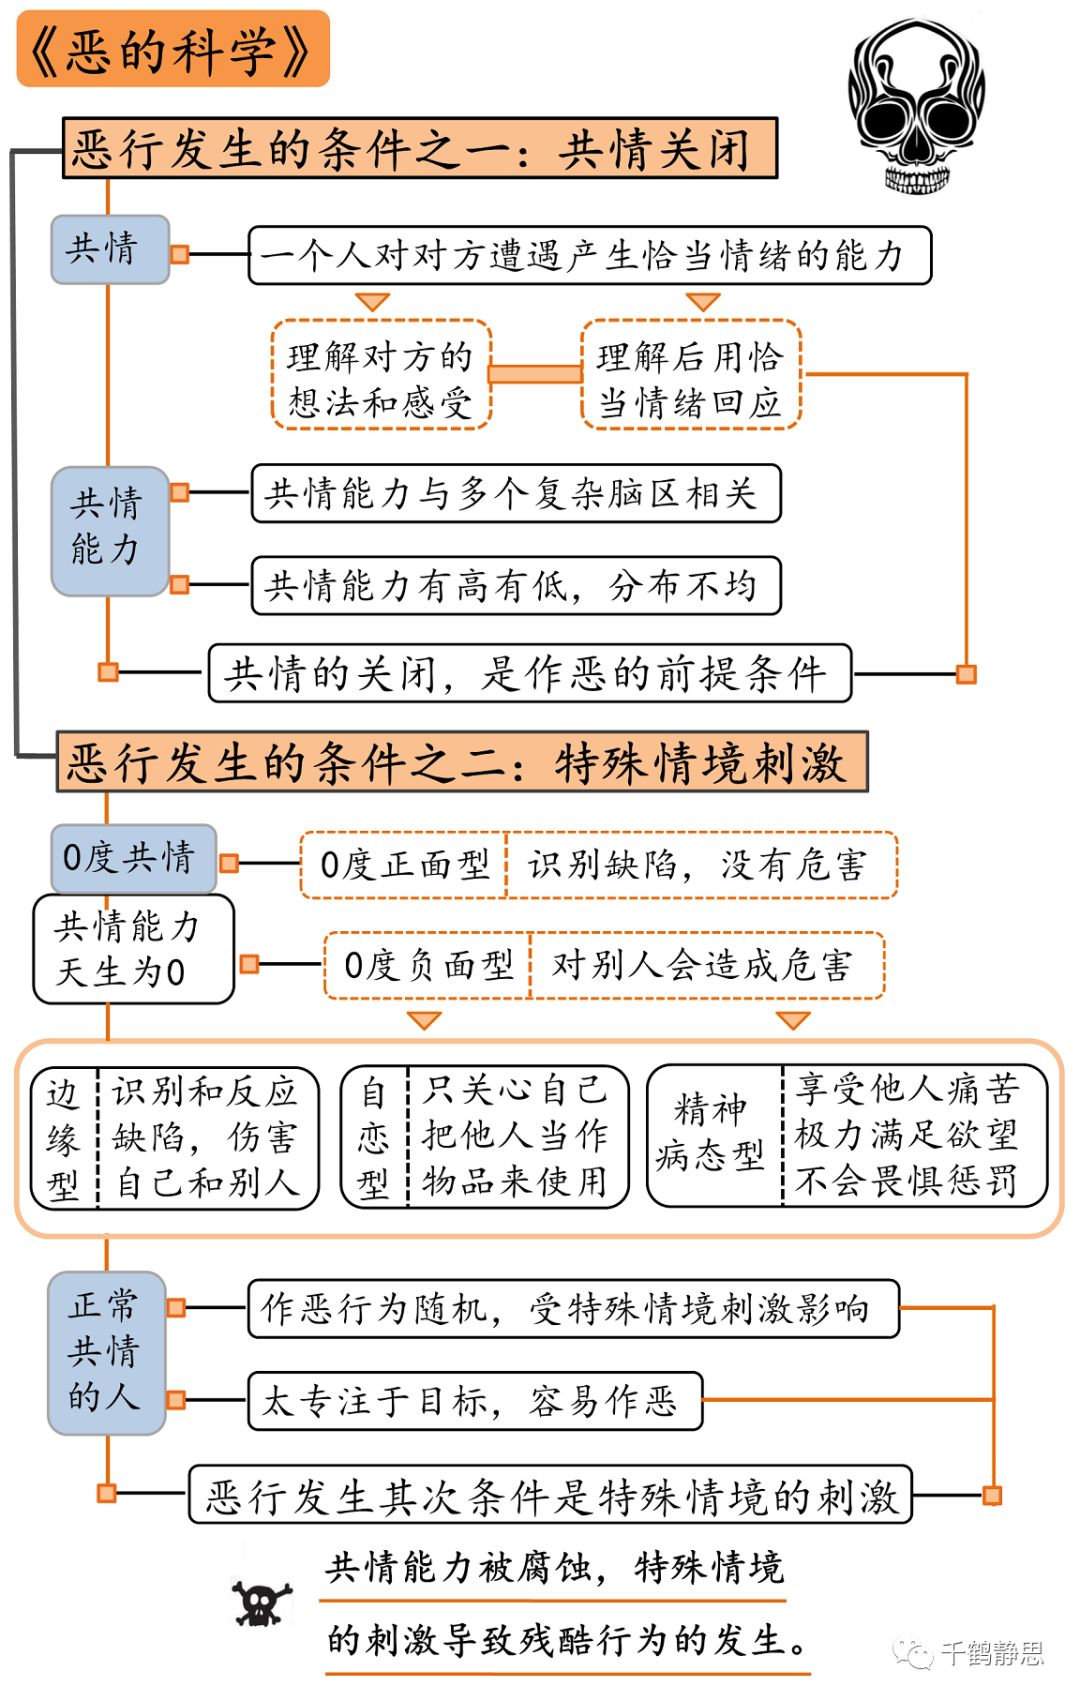 《恶的科学》
恶行发生的条件之一：共情关闭
共情
一个人对对方遭遇产生恰当情绪的能力
理解对方的
想法和感受
理解后用恰
当情绪回应
共情
能力
共情能力与多个复杂脑区相关
共情能力有高有低，分布不均
共情的关闭，是作恶的前提条件
恶行发生的条件之二：特殊情境刺激
0度共情
0度正面型
识别缺陷，没有危害
共情能力
天生为0
0度负面型
对别人会造成危害
边
缘
型
识别和反应
缺陷，伤害
自己和别人
自
恋
型
只关心自己
把他人当作
物品来使用
精神
病态型
享受他人痛苦
极力满足欲望
不会畏惧惩罚
正常
共情
的人
作恶行为随机，受特殊情境刺激影响
太专注于目标，容易作恶
恶行发生其次条件是特殊情境的刺激
共情能力被腐蚀，特殊情境
的刺激导致残酷行为的发生。
千鹤静思